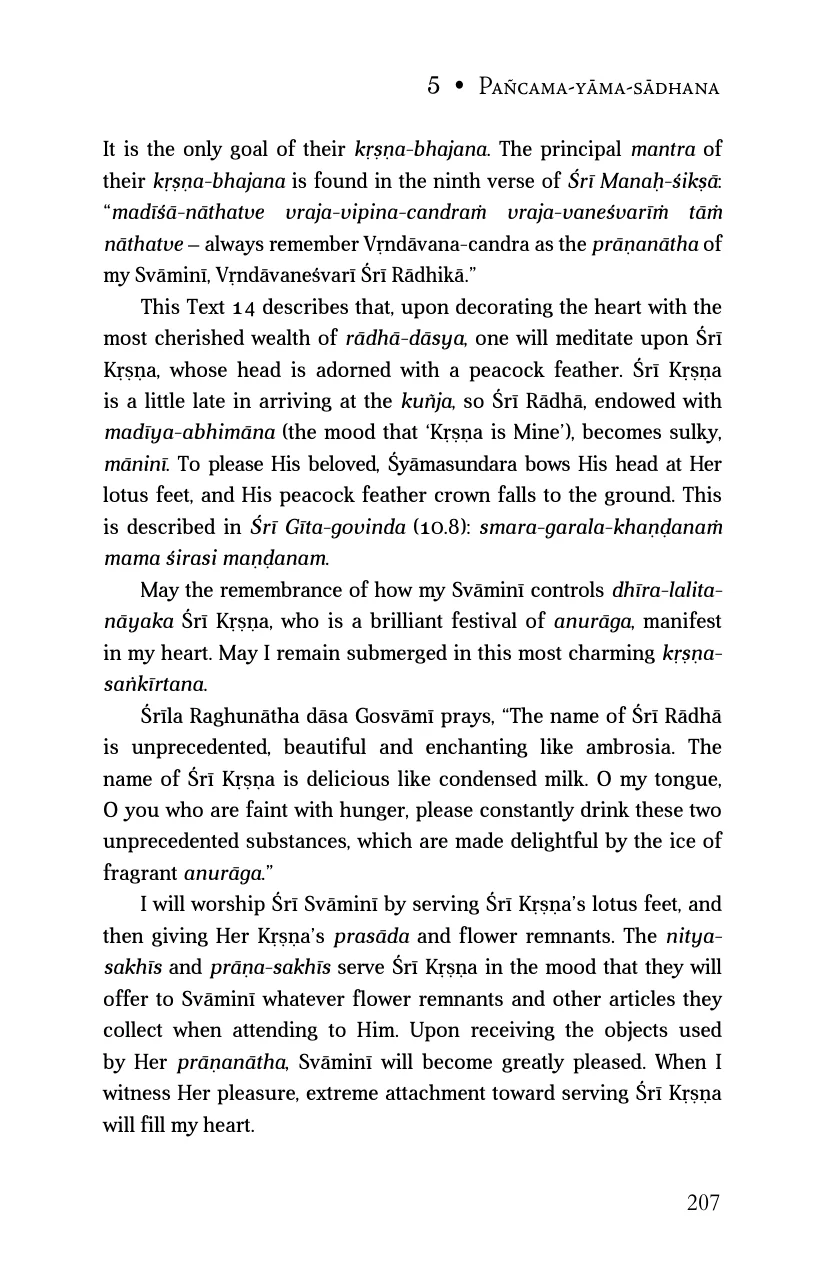 5 • Pañcama-yāma-sādhana
It is the only goal of their kṛṣṇa-bhajana. The principal mantra of
their kṛṣṇa-bhajana is found in the ninth verse of Śrī Manaḥ-śikṣā:
“madīśā-nāthatve vraja-vipina-candraṁ vraja-vaneśvarīṁ tāṁ
nāthatve – always remember Vṛndāvana-candra as the prāṇanātha of
my Svāminī, Vṛndāvaneśvarī Śrī Rādhikā.”
This Text 14 describes that, upon decorating the heart with the
most cherished wealth of rādhā-dāsya, one will meditate upon Śrī
Kṛṣṇa, whose head is adorned with a peacock feather. Śrī Kṛṣṇa
is a little late in arriving at the kuñja, so Śrī Rādhā, endowed with
madīya-abhimāna (the mood that ‘Kṛṣṇa is Mine’), becomes sulky,
māninī. To please His beloved, Śyāmasundara bows His head at Her
lotus feet, and His peacock feather crown falls to the ground. This
is described in Śrī Gīta-govinda (10.8): smara-garala-khaṇḍanaṁ
mama śirasi maṇḍanam.
May the remembrance of how my Svāminī controls dhīra-lalita-
nāyaka Śrī Kṛṣṇa, who is a brilliant festival of anurāga, manifest
in my heart. May I remain submerged in this most charming kṛṣṇa-
saṅkīrtana.
Śrīla Raghunātha dāsa Gosvāmī prays, “The name of Śrī Rādhā
is unprecedented, beautiful and enchanting like ambrosia. The
name of Śrī Kṛṣṇa is delicious like condensed milk. O my tongue,
O you who are faint with hunger, please constantly drink these two
unprecedented substances, which are made delightful by the ice of
fragrant anurāga.”
I will worship Śrī Svāminī by serving Śrī Kṛṣṇa’s lotus feet, and
then giving Her Kṛṣṇa’s prasāda and flower remnants. The nitya-
sakhīs and prāṇa-sakhīs serve Śrī Kṛṣṇa in the mood that they will
offer to Svāminī whatever flower remnants and other articles they
collect when attending to Him. Upon receiving the objects used
by Her prāṇanātha, Svāminī will become greatly pleased. When I
witness Her pleasure, extreme attachment toward serving Śrī Kṛṣṇa
will fill my heart.
207